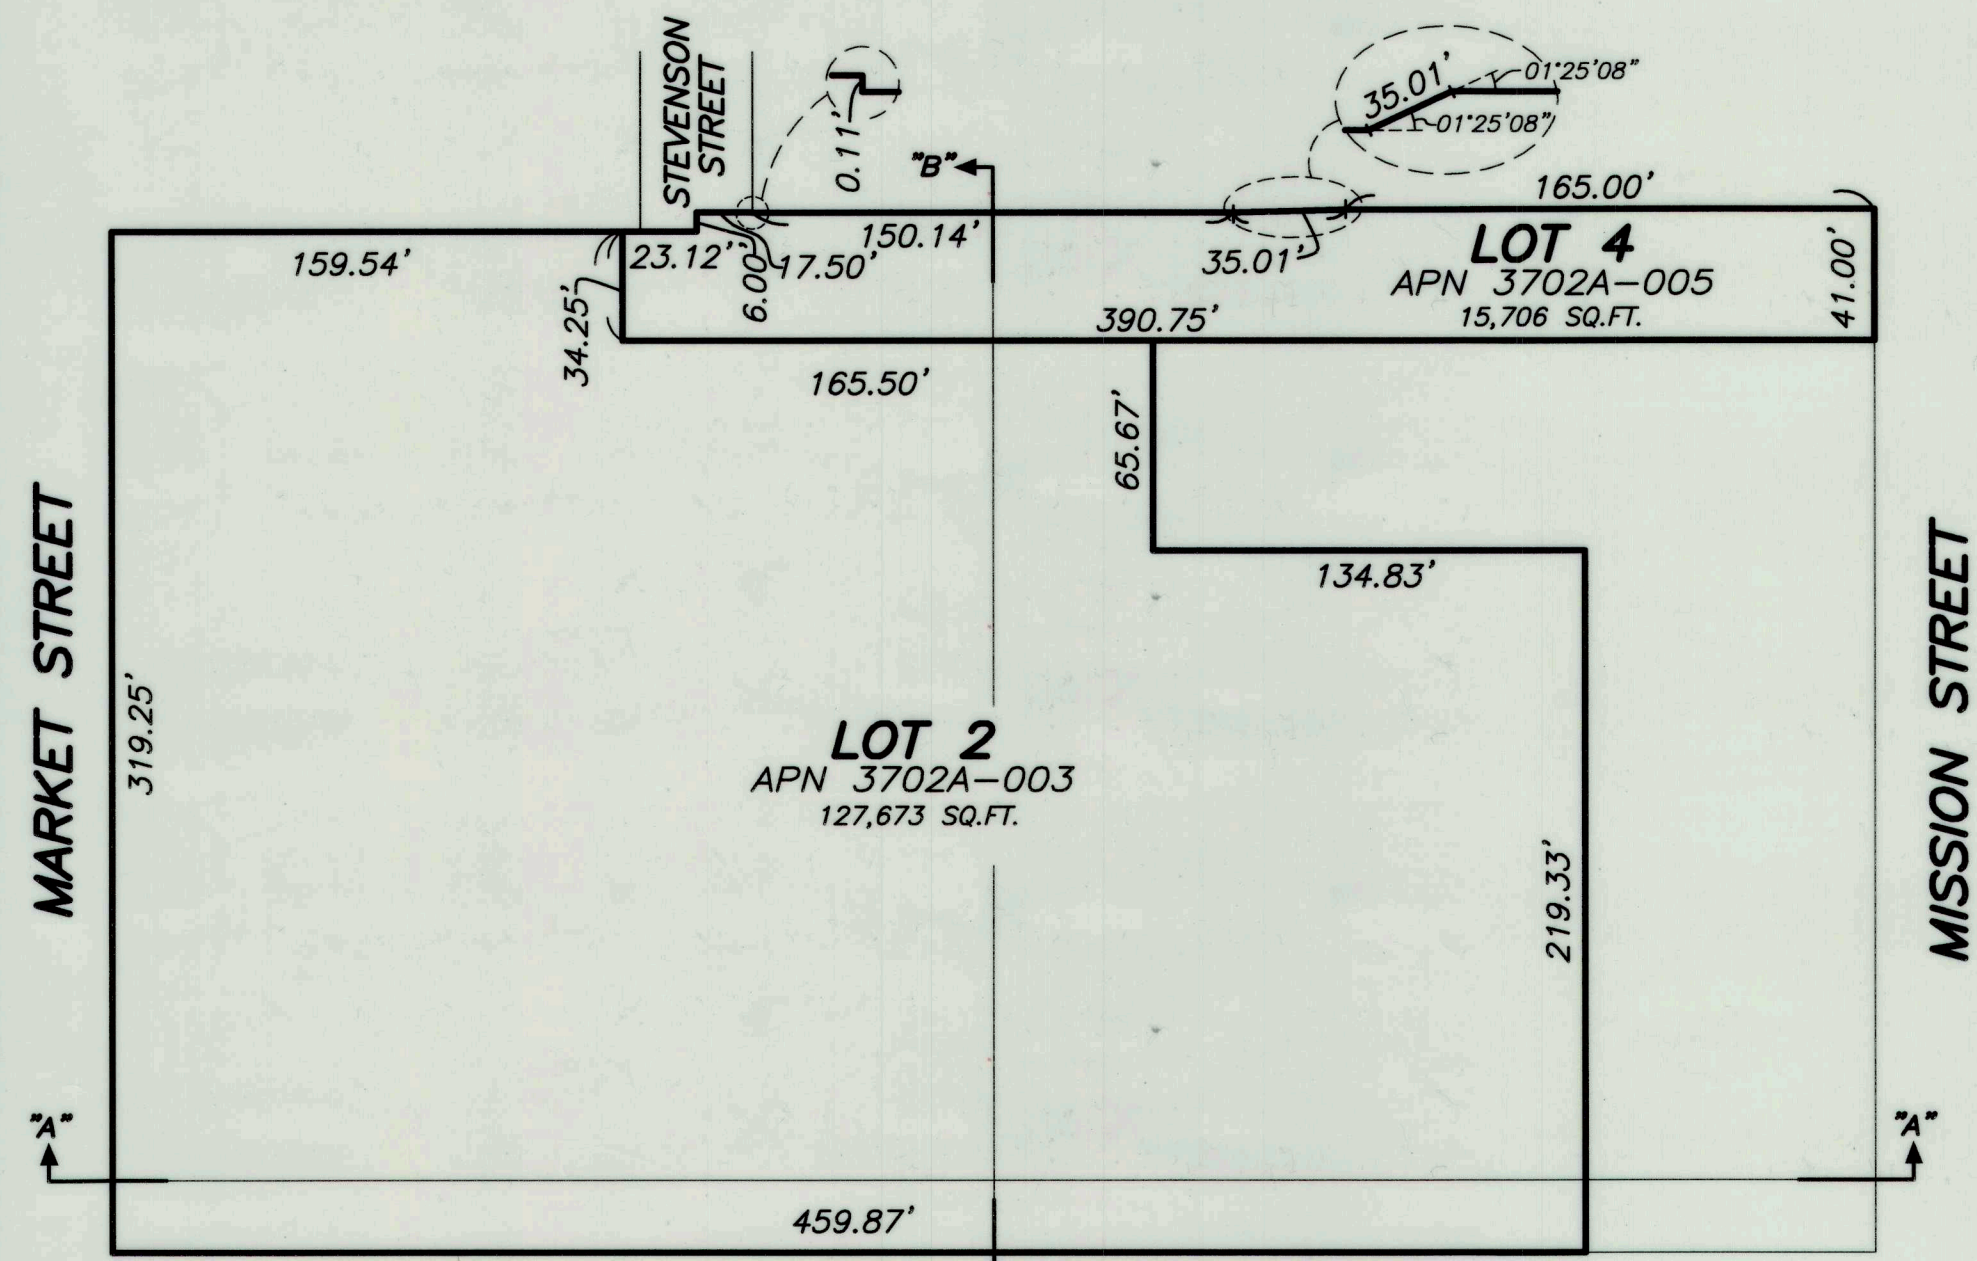 STEVENSON
STREET
0.11'
"B"
35.01'
01°25'08"
01°25'08"
165.00'
159.54'
23.12'
6.00'
17.50'
150.14'
35.01'
LOT 4
APN 3702A-005
15,706 SQ.FT.
41.00'
34.25'
390.75'
165.50'
65.67'
134.83'
MARKET STREET
319.25'
LOT 2
APN 3702A-003
127,673 SQ.FT.
219.33'
MISSION STREET
"A"
"A"
459.87'